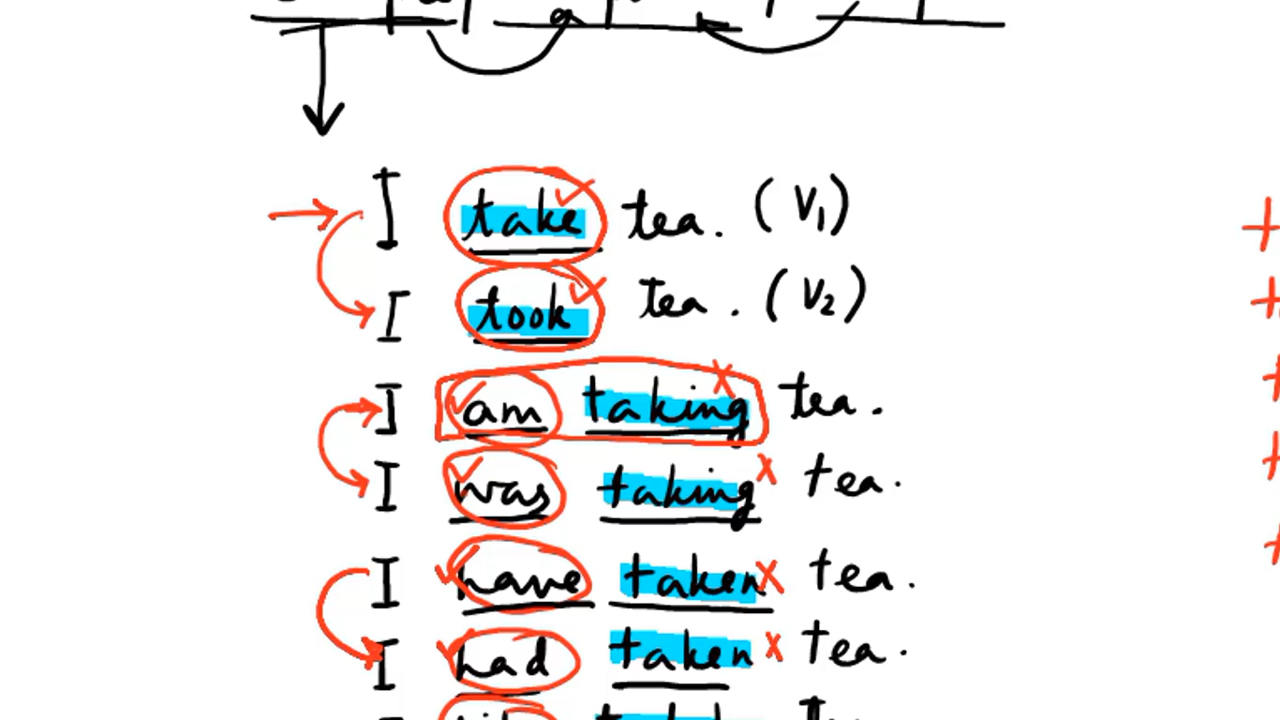 I take tea. (V1)
I took tea. (V2)
I am taking tea.
I was taking tea.
I have taken tea.
I had taken tea.